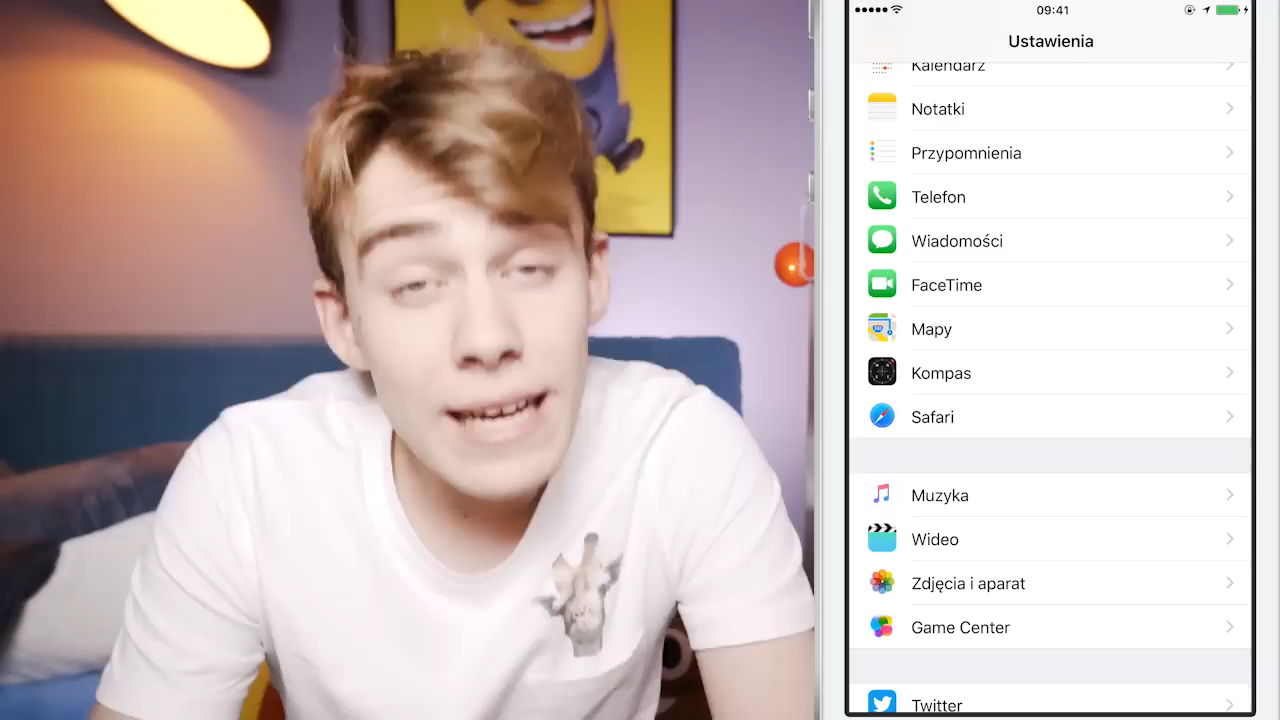 09:41
Ustawienia
Kalendarz
Notatki
Przypomnienia
Telefon
Wiadomości
FaceTime
Mapy
Kompas
Safari
Muzyka
Wideo
Zdjęcia i aparat
Game Center
Twitter